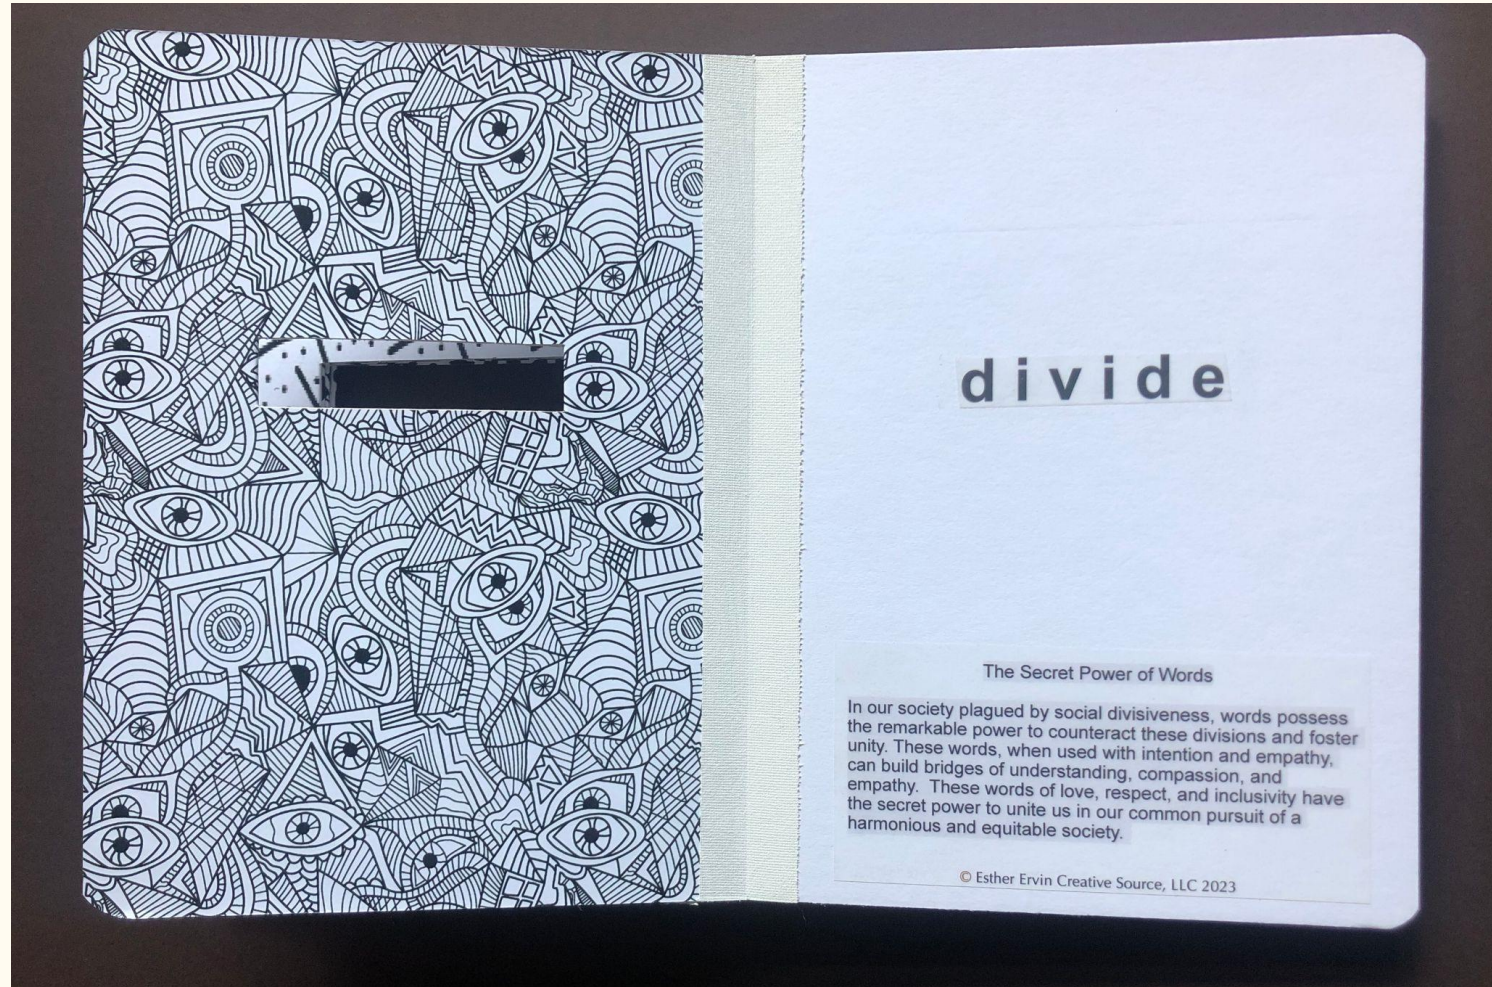 d i v i d e
The Secret Power of Words
In our society plagued by social divisiveness, words possess
the remarkable power to counteract these divisions and foster
unity. These words, when used with intention and empathy,
can build bridges of understanding, compassion, and
empathy.  These words of love, respect, and inclusivity have
the secret power to unite us in our common pursuit of a
harmonious and equitable society.
© Esther Ervin Creative Source, LLC 2023